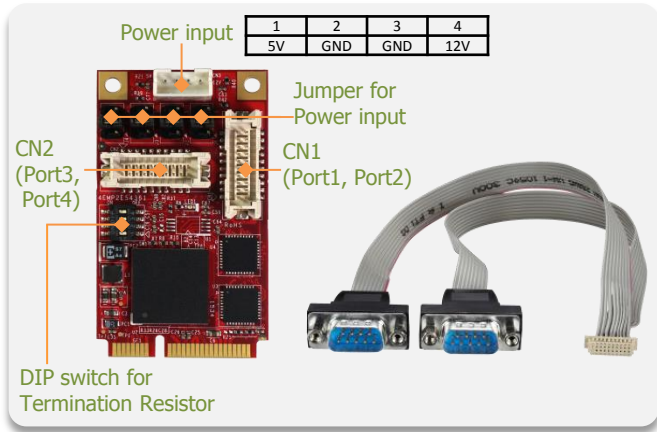 Power input
1 2 3 4
5V GND GND 12V
Jumper for
Power input
CN2
(Port3,
Port4)
CN1
(Port1, Port2)
RoHS
DIP switch for
Termination Resistor